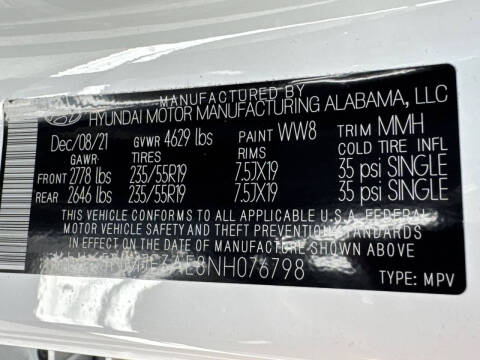 MANUFACTURED BY
HYUNDAI MOTOR MANUFACTURING ALABAMA, LLC
Dec/08/21 GVWR 4629 lbs PAINT WW8 TRIM MMH
GAWR TIRES RIMS COLD TIRE INFL
FRONT 2778 lbs 235/55R19 7.5JX19 35 psi SINGLE
REAR 2646 lbs 235/55R19 7.5JX19 35 psi SINGLE
THIS VEHICLE CONFORMS TO ALL APPLICABLE U.S.A. FEDERAL
MOTOR VEHICLE SAFETY AND THEFT PREVENTION STANDARDS
IN EFFECT ON THE DATE OF MANUFACTURE SHOWN ABOVE
TYPE: MPV